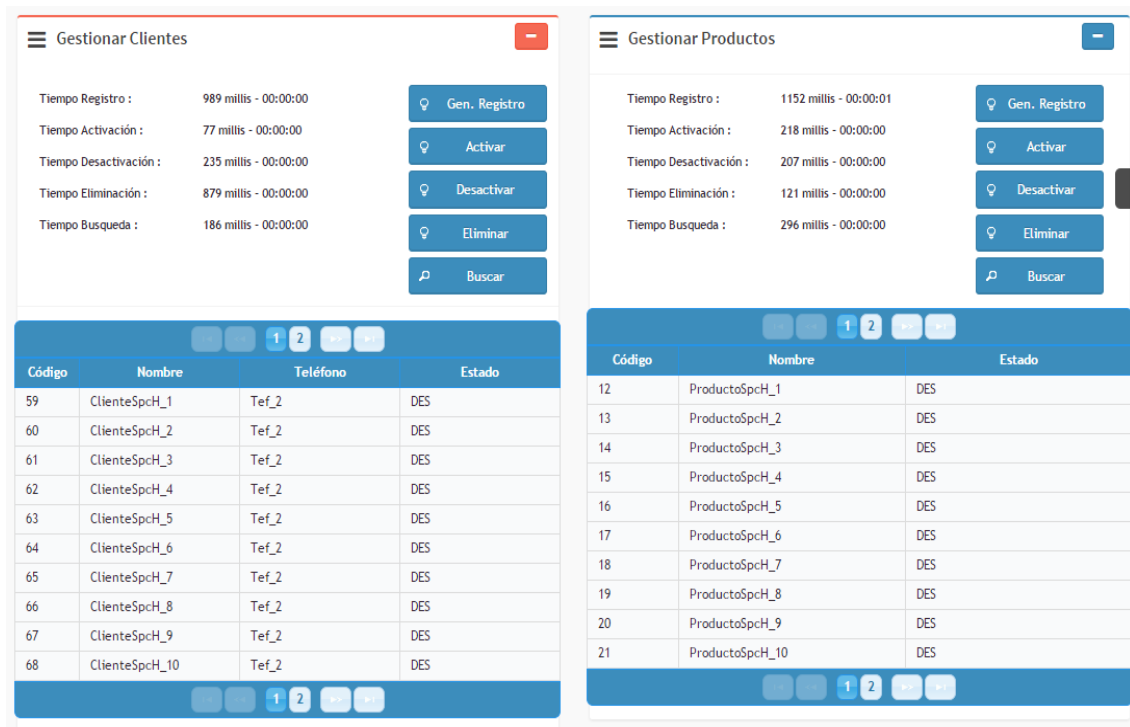 Gestionar Clientes
Tiempo Registro : 989 millis - 00:00:00
Tiempo Activación : 77 millis - 00:00:00
Tiempo Desactivación : 235 millis - 00:00:00
Tiempo Eliminación : 879 millis - 00:00:00
Tiempo Busqueda : 186 millis - 00:00:00
Gen. Registro
Activar
Desactivar
Eliminar
Buscar
1 2
Código Nombre Teléfono Estado
59 ClienteSpcH_1 Tef_2 DES
60 ClienteSpcH_2 Tef_2 DES
61 ClienteSpcH_3 Tef_2 DES
62 ClienteSpcH_4 Tef_2 DES
63 ClienteSpcH_5 Tef_2 DES
64 ClienteSpcH_6 Tef_2 DES
65 ClienteSpcH_7 Tef_2 DES
66 ClienteSpcH_8 Tef_2 DES
67 ClienteSpcH_9 Tef_2 DES
68 ClienteSpcH_10 Tef_2 DES
1 2
Gestionar Productos
Tiempo Registro : 1152 millis - 00:00:01
Tiempo Activación : 218 millis - 00:00:00
Tiempo Desactivación : 207 millis - 00:00:00
Tiempo Eliminación : 121 millis - 00:00:00
Tiempo Busqueda : 296 millis - 00:00:00
Gen. Registro
Activar
Desactivar
Eliminar
Buscar
1 2
Código Nombre Estado
12 ProductoSpcH_1 DES
13 ProductoSpcH_2 DES
14 ProductoSpcH_3 DES
15 ProductoSpcH_4 DES
16 ProductoSpcH_5 DES
17 ProductoSpcH_6 DES
18 ProductoSpcH_7 DES
19 ProductoSpcH_8 DES
20 ProductoSpcH_9 DES
21 ProductoSpcH_10 DES
1 2